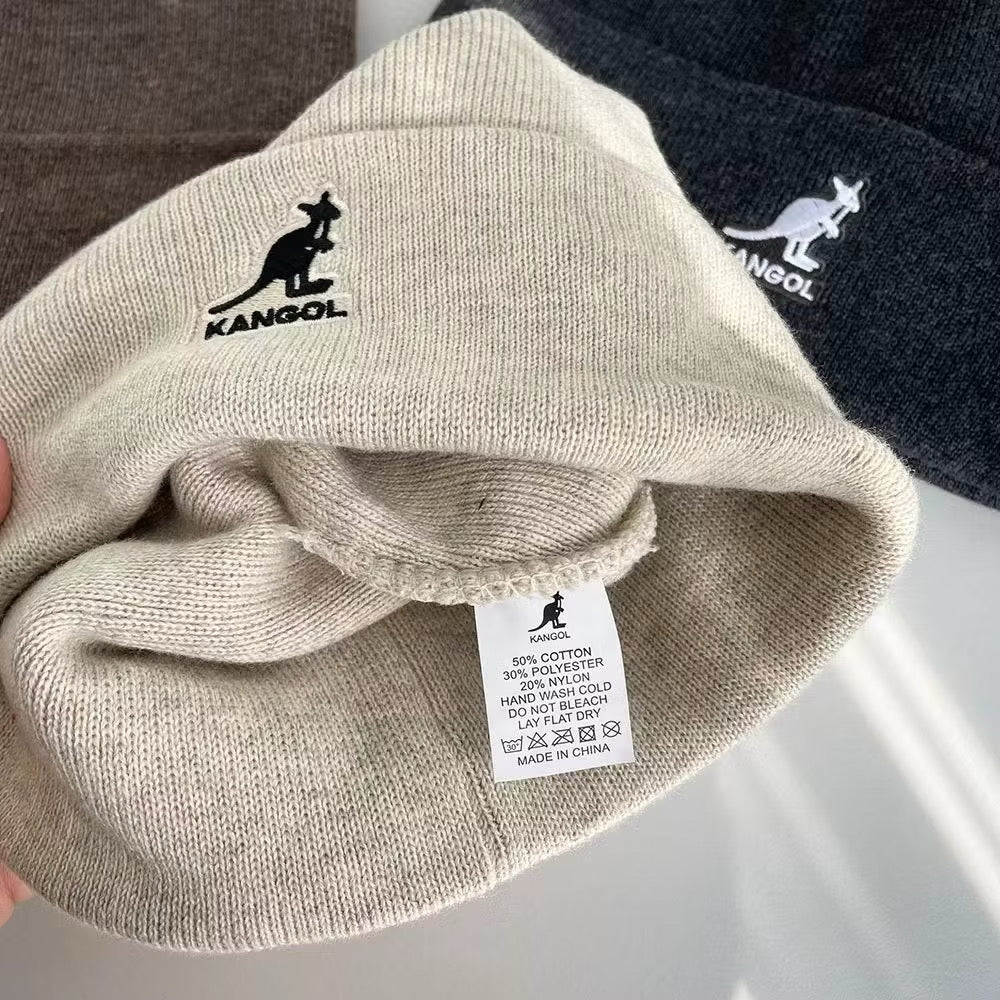 KANGOL
KANGOL
KANGOL
50% COTTON
30% POLYESTER
20% NYLON
HAND WASH COLD
DO NOT BLEACH
LAY FLAT DRY
30°
MADE IN CHINA